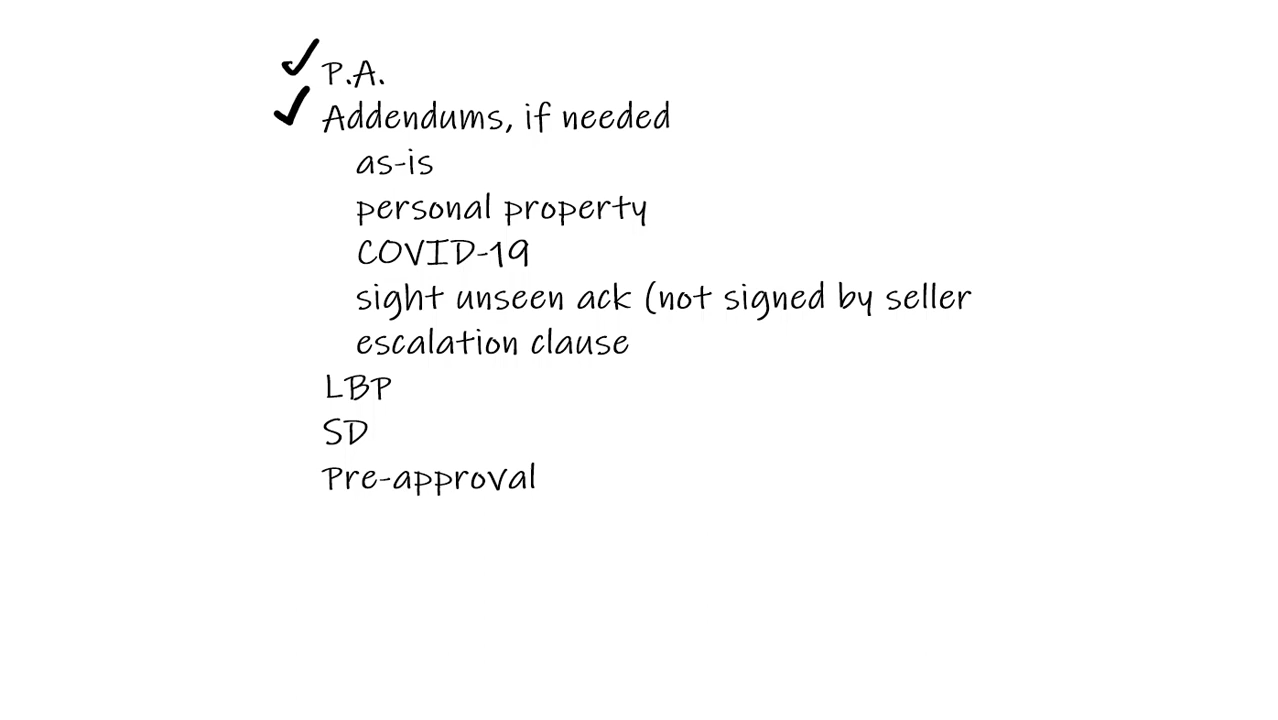 P.A.
Addendums, if needed
as-is
personal property
COVID-19
sight unseen ack (not signed by seller
escalation clause
LBP
SD
Pre-approval